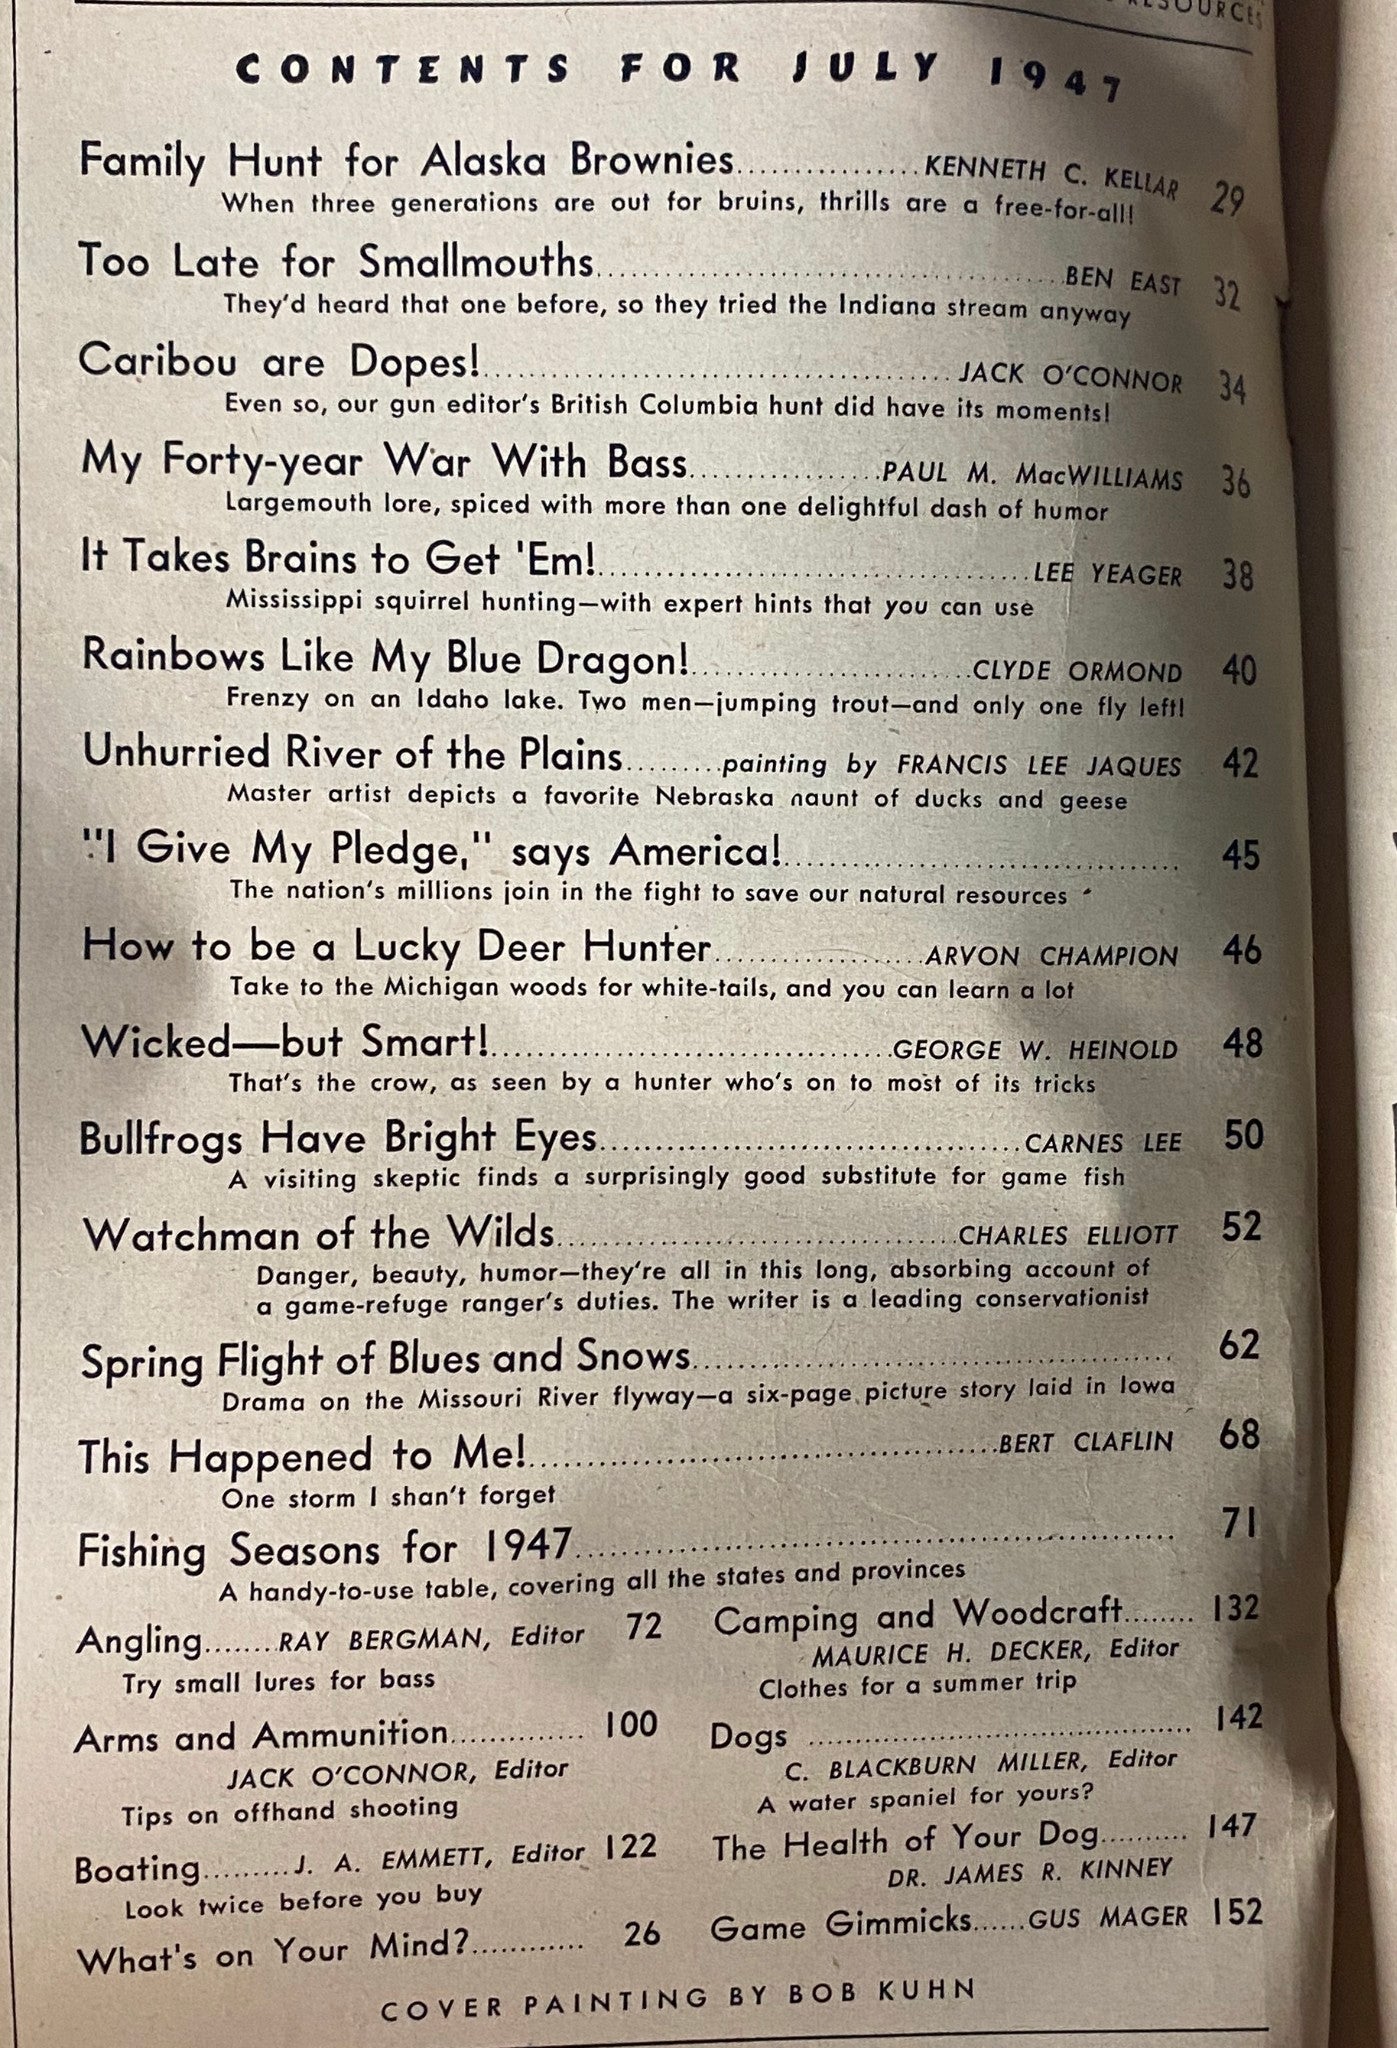 RESOURCES
CONTENTS FOR JULY 1947
Family Hunt for Alaska Brownies...............KENNETH C. KELLAR 29
When three generations are out for bruins, thrills are a free-for-all!
Too Late for Smallmouths.......................................BEN EAST 32
They'd heard that one before, so they tried the Indiana stream anyway
Caribou are Dopes!.......................................JACK O'CONNOR 34
Even so, our gun editor's British Columbia hunt did have its moments!
My Forty-year War With Bass................PAUL M. MacWILLIAMS 36
Largemouth lore, spiced with more than one delightful dash of humor
It Takes Brains to Get 'Em!....................................LEE YEAGER 38
Mississippi squirrel hunting—with expert hints that you can use
Rainbows Like My Blue Dragon!.......................CLYDE ORMOND 40
Frenzy on an Idaho lake. Two men—jumping trout—and only one fly left!
Unhurried River of the Plains.........painting by FRANCIS LEE JAQUES 42
Master artist depicts a favorite Nebraska haunt of ducks and geese
"I Give My Pledge," says America!.................................. 45
The nation's millions join in the fight to save our natural resources
How to be a Lucky Deer Hunter..................ARVON CHAMPION 46
Take to the Michigan woods for white-tails, and you can learn a lot
Wicked—but Smart!..................................GEORGE W. HEINOLD 48
That's the crow, as seen by a hunter who's on to most of its tricks
Bullfrogs Have Bright Eyes....................................CARNES LEE 50
A visiting skeptic finds a surprisingly good substitute for game fish
Watchman of the Wilds..................................CHARLES ELLIOTT 52
Danger, beauty, humor—they're all in this long, absorbing account of
a game-refuge ranger's duties. The writer is a leading conservationist
Spring Flight of Blues and Snows........................................ 62
Drama on the Missouri River flyway—a six-page picture story laid in Iowa
This Happened to Me!........................................BERT CLAFLIN 68
One storm I shan't forget
Fishing Seasons for 1947.................................................. 71
A handy-to-use table, covering all the states and provinces
Angling.......RAY BERGMAN, Editor 72
Try small lures for bass
Arms and Ammunition............ 100
JACK O'CONNOR, Editor
Tips on offhand shooting
Boating.........J. A. EMMETT, Editor 122
Look twice before you buy
What's on Your Mind?............ 26
Camping and Woodcraft........ 132
MAURICE H. DECKER, Editor
Clothes for a summer trip
Dogs ...................................... 142
C. BLACKBURN MILLER, Editor
A water spaniel for yours?
The Health of Your Dog.......... 147
DR. JAMES R. KINNEY
Game Gimmicks......GUS MAGER 152
COVER PAINTING BY BOB KUHN